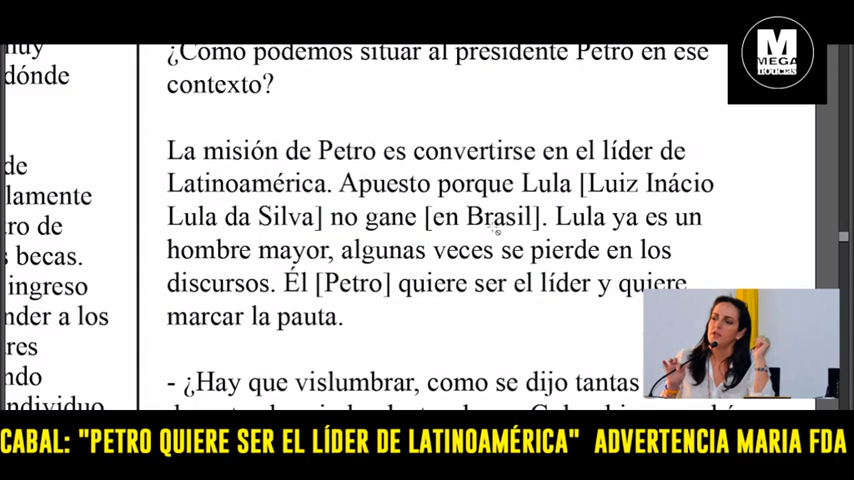 M
MEGA
noticias
dónde
de
lamente
ro de
becas.
ingreso
nder a los
res
ndo
ndividuo
¿Cómo podemos situar al presidente Petro en ese
contexto?
La misión de Petro es convertirse en el líder de
Latinoamérica. Apuesto porque Lula [Luiz Inácio
Lula da Silva] no gane [en Brasil]. Lula ya es un
hombre mayor, algunas veces se pierde en los
discursos. Él [Petro] quiere ser el líder y quiere
marcar la pauta.
- ¿Hay que vislumbrar, como se dijo tantas
CABAL: "PETRO QUIERE SER EL LÍDER DE LATINOAMÉRICA" ADVERTENCIA MARIA FDA